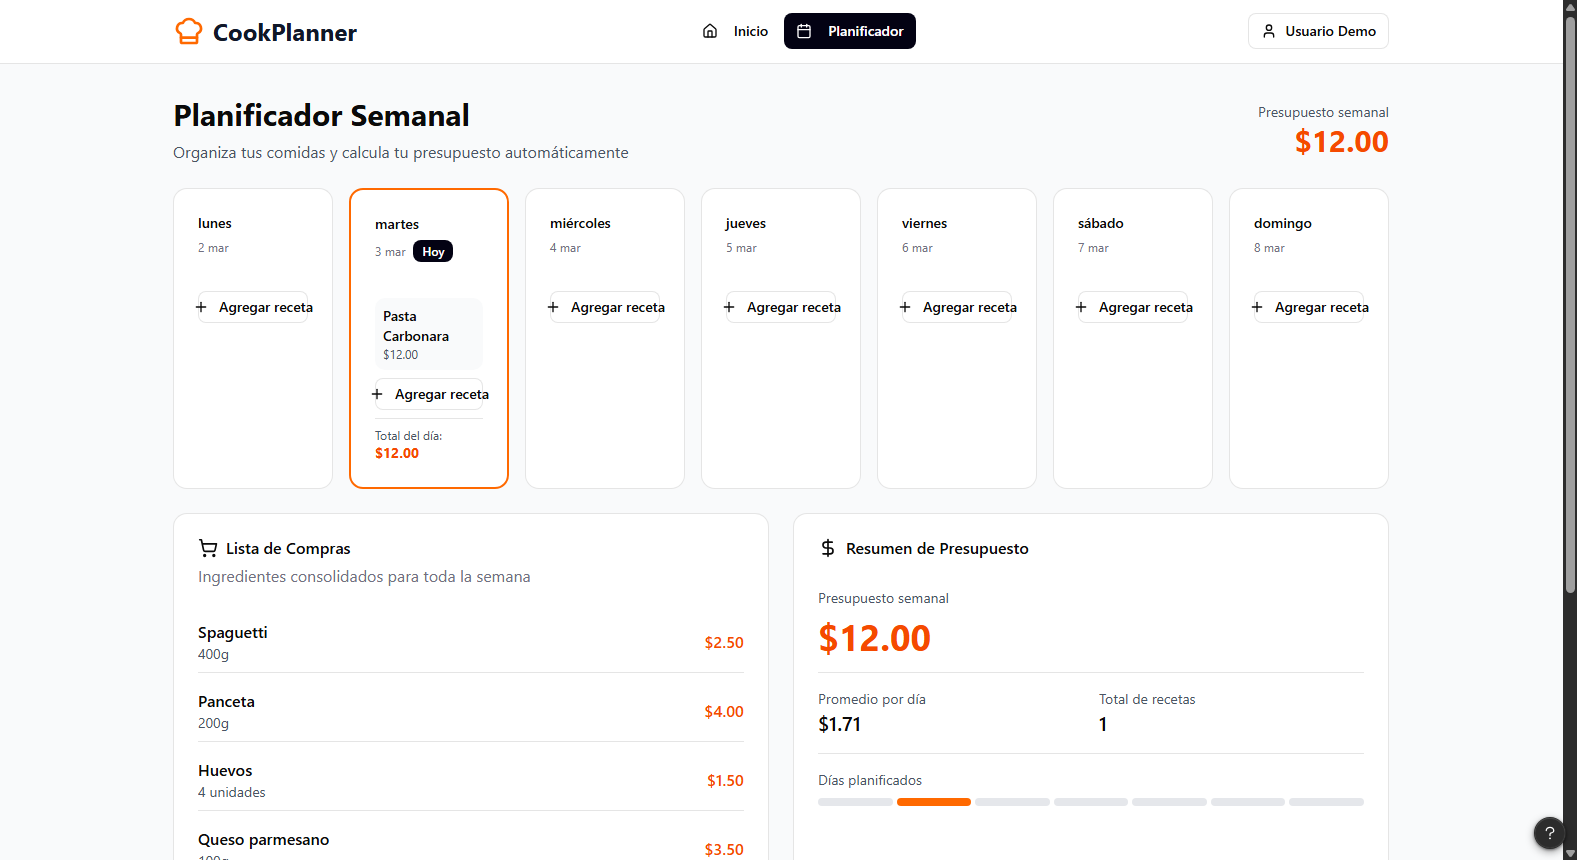 CookPlanner
Inicio
Planificador
Usuario Demo
Planificador Semanal
Organiza tus comidas y calcula tu presupuesto automáticamente
Presupuesto semanal
$12.00
lunes
2 mar
Agregar receta
martes
3 mar Hoy
Pasta
Carbonara
$12.00
Agregar receta
Total del día:
$12.00
miércoles
4 mar
Agregar receta
jueves
5 mar
Agregar receta
viernes
6 mar
Agregar receta
sábado
7 mar
Agregar receta
domingo
8 mar
Agregar receta
Lista de Compras
Ingredientes consolidados para toda la semana
Spaguetti
400g
$2.50
Panceta
200g
$4.00
Huevos
4 unidades
$1.50
Queso parmesano
100g
$3.50
Resumen de Presupuesto
Presupuesto semanal
$12.00
Promedio por día
$1.71
Total de recetas
1
Días planificados
?